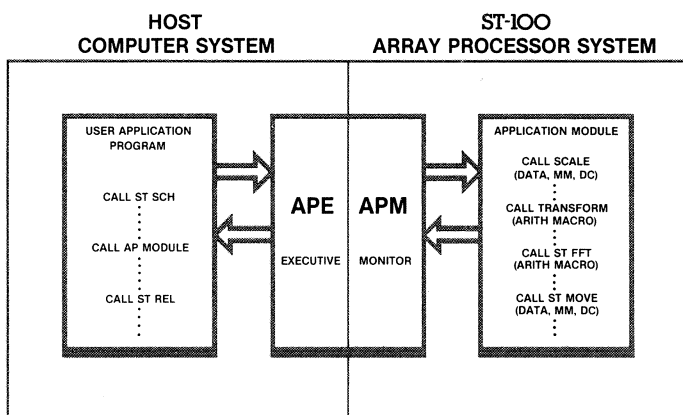 HOST
COMPUTER SYSTEM
ST-100
ARRAY PROCESSOR SYSTEM
USER APPLICATION
PROGRAM
CALL ST SCH
CALL AP MODULE
CALL ST REL
APE
EXECUTIVE
APM
MONITOR
APPLICATION MODULE
CALL SCALE
(DATA, MM, DC)
CALL TRANSFORM
(ARITH MACRO)
CALL ST FFT
(ARITH MACRO)
CALL ST MOVE
(DATA, MM, DC)